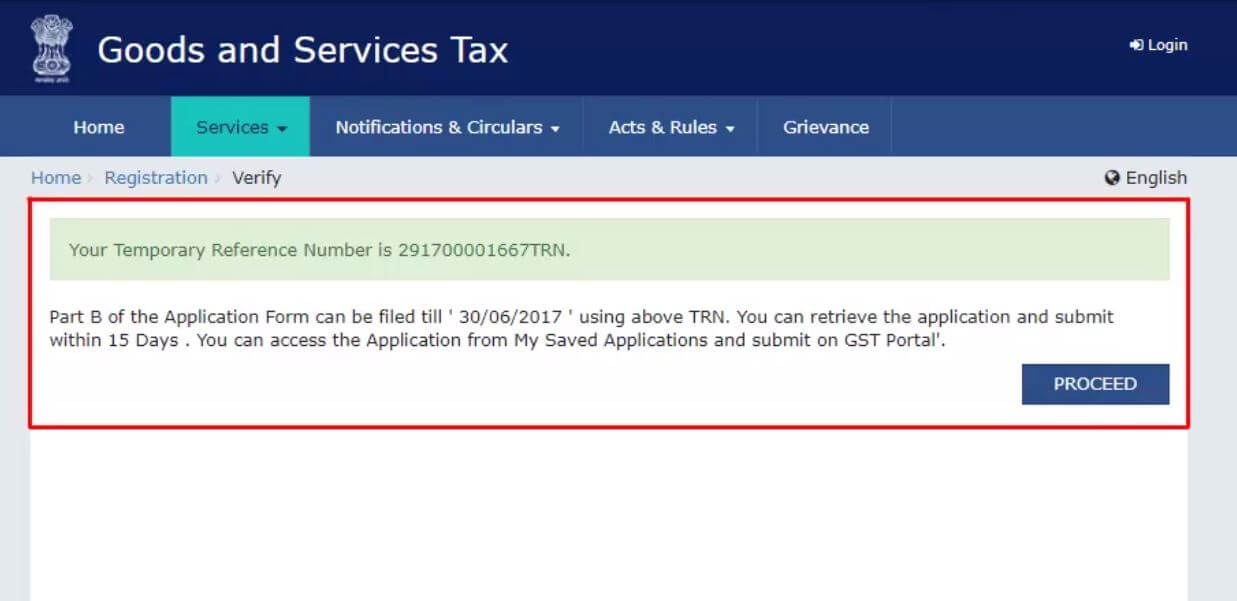 Goods and Services Tax
Login
Home Services Notifications & Circulars Acts & Rules Grievance
Home Registration Verify
English
Your Temporary Reference Number is 291700001667TRN.
Part B of the Application Form can be filed till ' 30/06/2017 ' using above TRN. You can retrieve the application and submit
within 15 Days . You can access the Application from My Saved Applications and submit on GST Portal'.
PROCEED